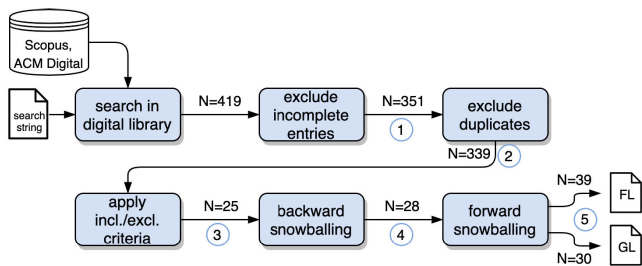 Scopus,
ACM Digital
search
string
search in
digital library
N=419
exclude
incomplete
entries
N=351
1
exclude
duplicates
N=339
2
apply
incl./excl.
criteria
N=25
3
backward
snowballing
N=28
4
forward
snowballing
N=39
5
N=30
FL
GL